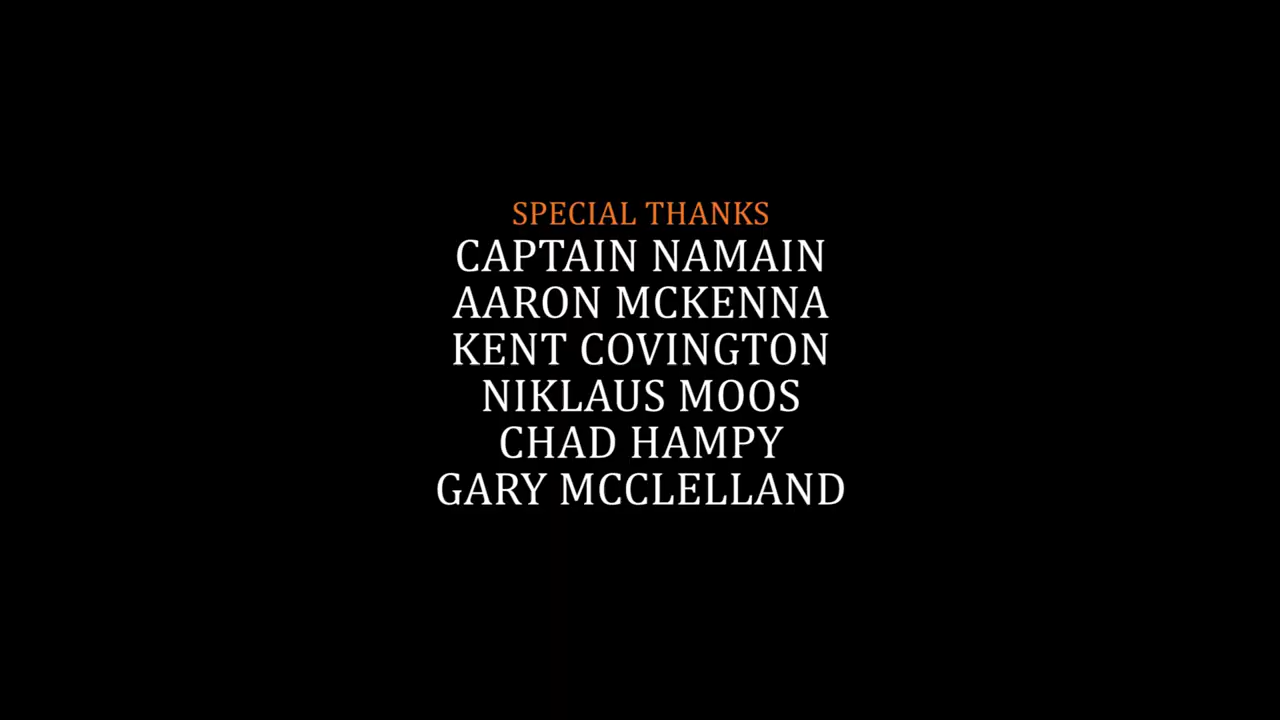 SPECIAL THANKS
CAPTAIN NAMAIN
AARON MCKENNA
KENT COVINGTON
NIKLAUS MOOS
CHAD HAMPY
GARY MCCLELLAND